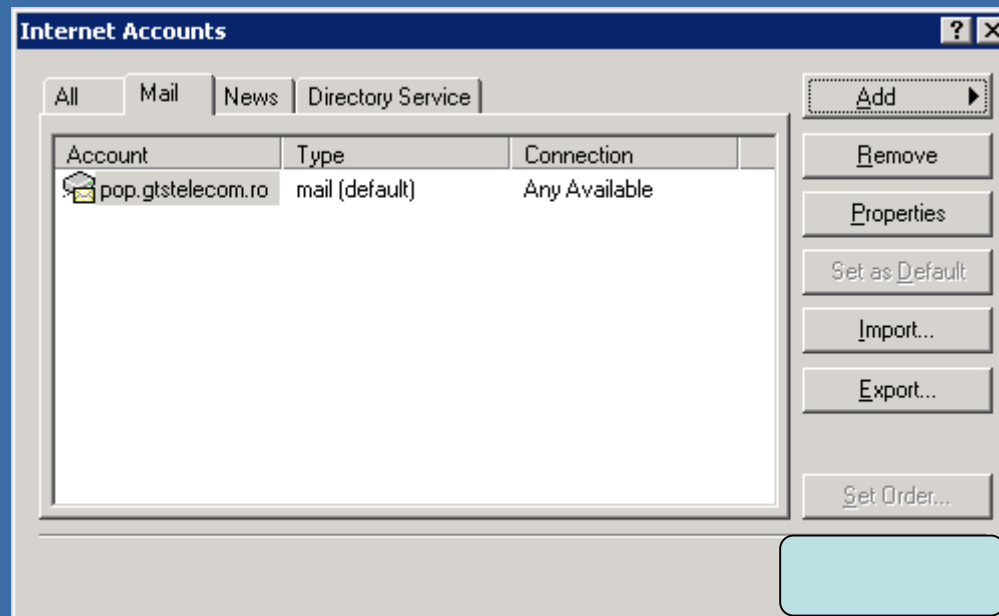 Internet Accounts
All Mail News Directory Service
Add
Account Type Connection
Remove
pop.gtstelecom.ro mail (default) Any Available
Properties
Set as Default
Import...
Export...
Set Order...